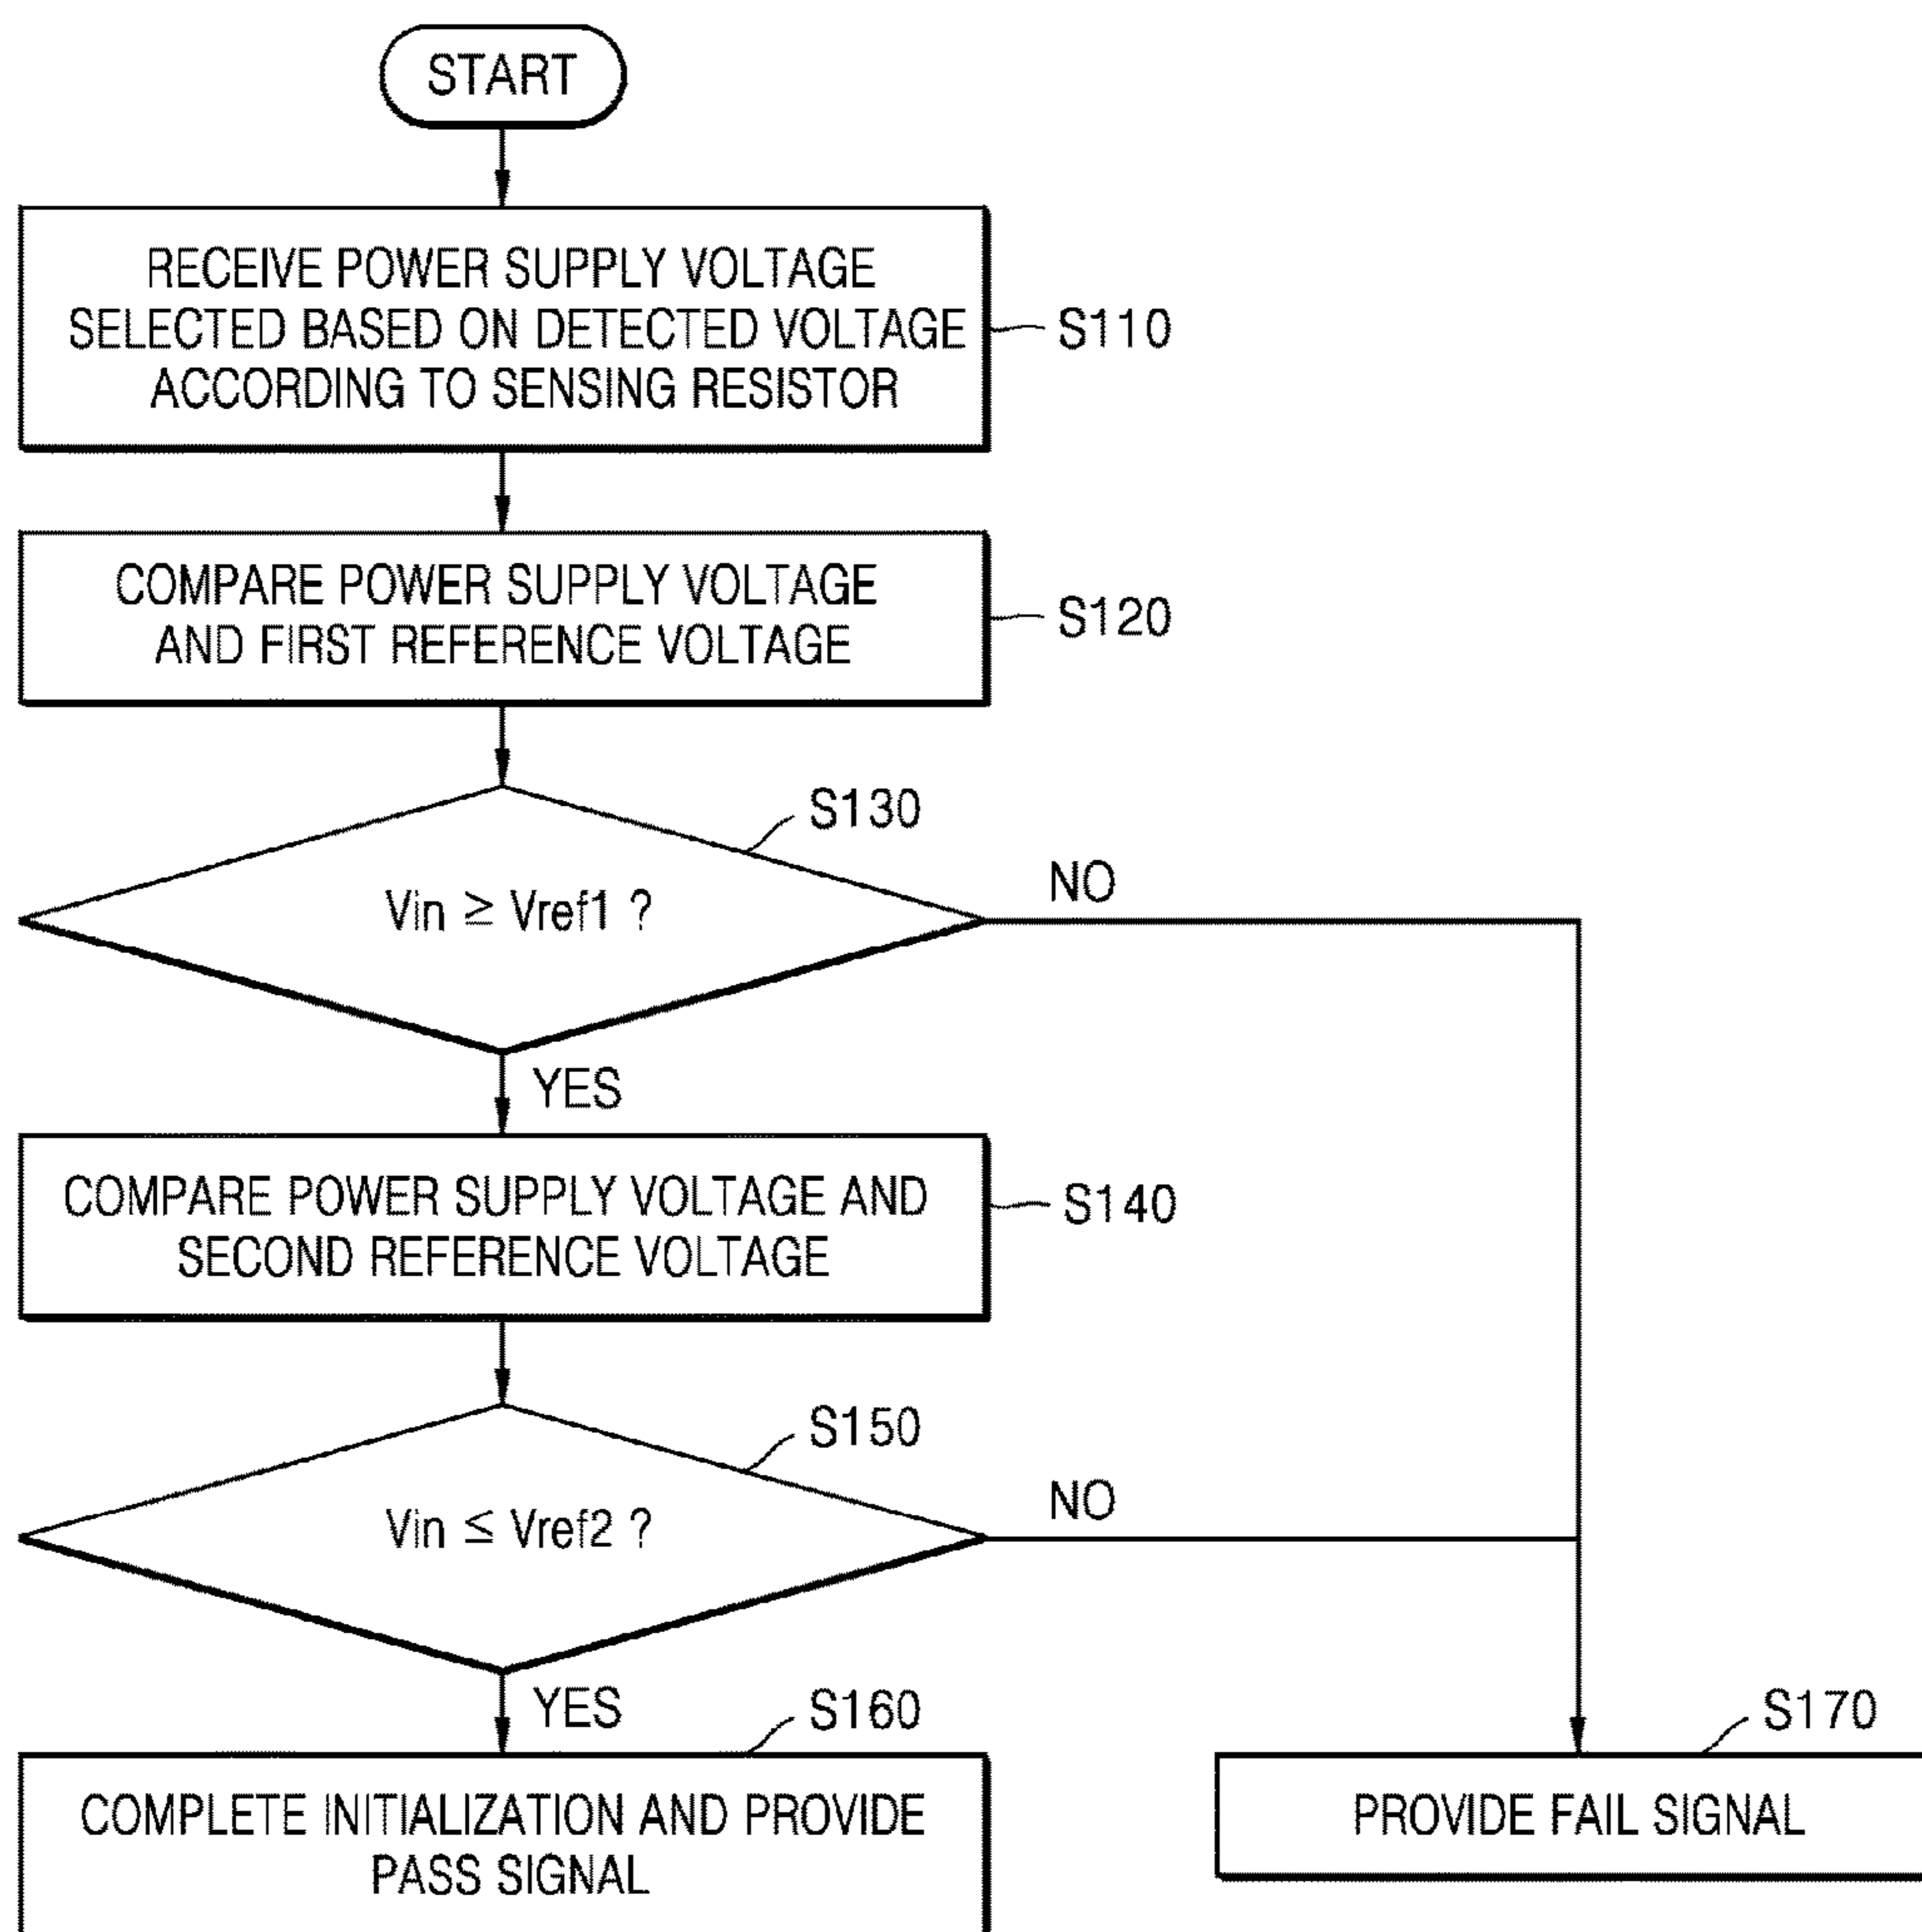 START
RECEIVE POWER SUPPLY VOLTAGE
SELECTED BASED ON DETECTED VOLTAGE
ACCORDING TO SENSING RESISTOR
S110
COMPARE POWER SUPPLY VOLTAGE
AND FIRST REFERENCE VOLTAGE
S120
S130
Vin ≥ Vref1 ?
NO
YES
COMPARE POWER SUPPLY VOLTAGE AND
SECOND REFERENCE VOLTAGE
S140
S150
Vin ≤ Vref2 ?
NO
YES
S160
COMPLETE INITIALIZATION AND PROVIDE
PASS SIGNAL
S170
PROVIDE FAIL SIGNAL